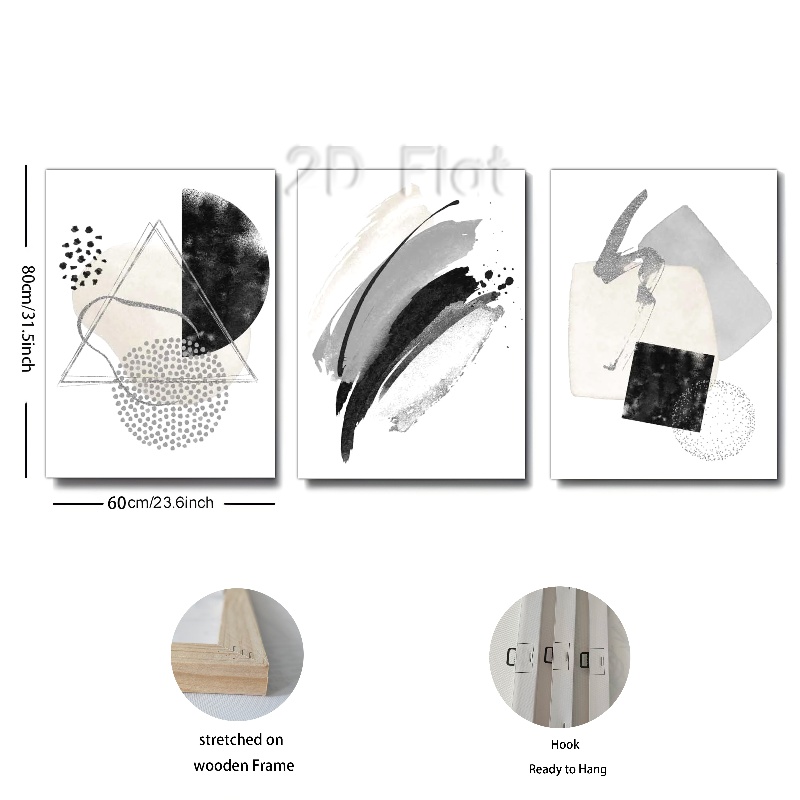 2D Flat
80cm/31.5inch
60cm/23.6inch
stretched on
wooden Frame
Hook
Ready to Hang